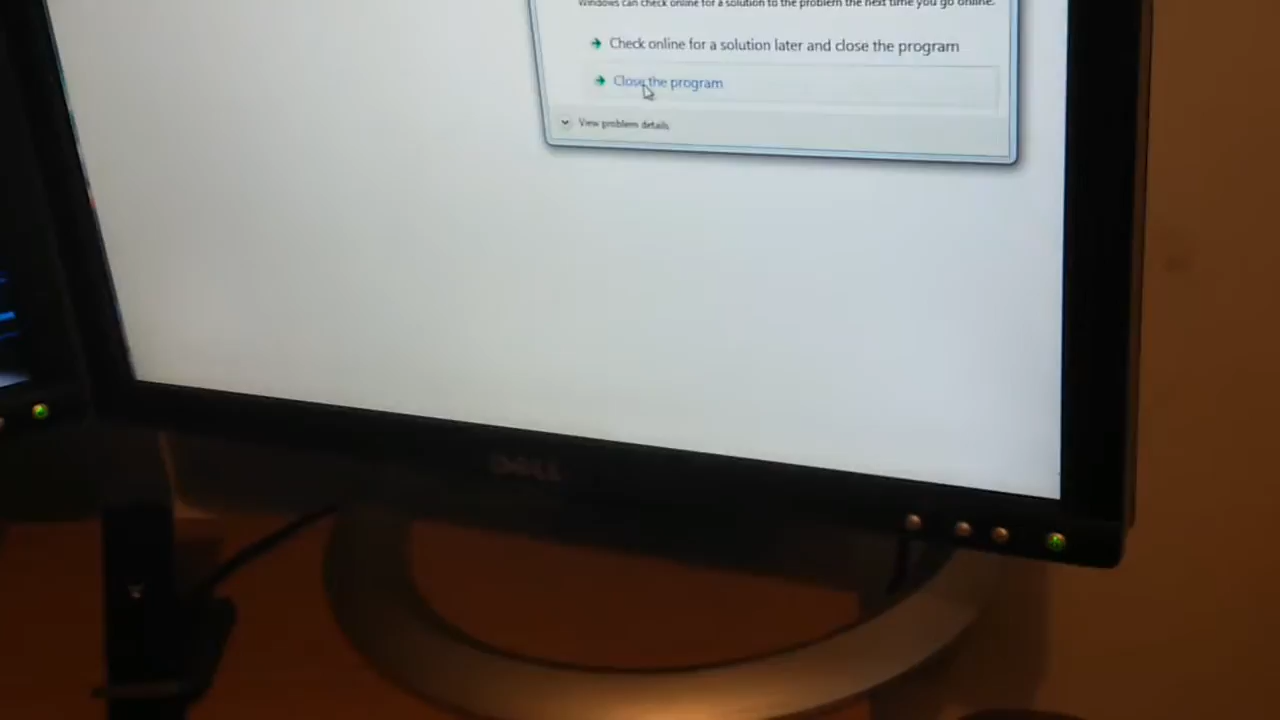 Windows can check online for a solution to the problem the next time you go online.
Check online for a solution later and close the program
Close the program
View problem details
DELL